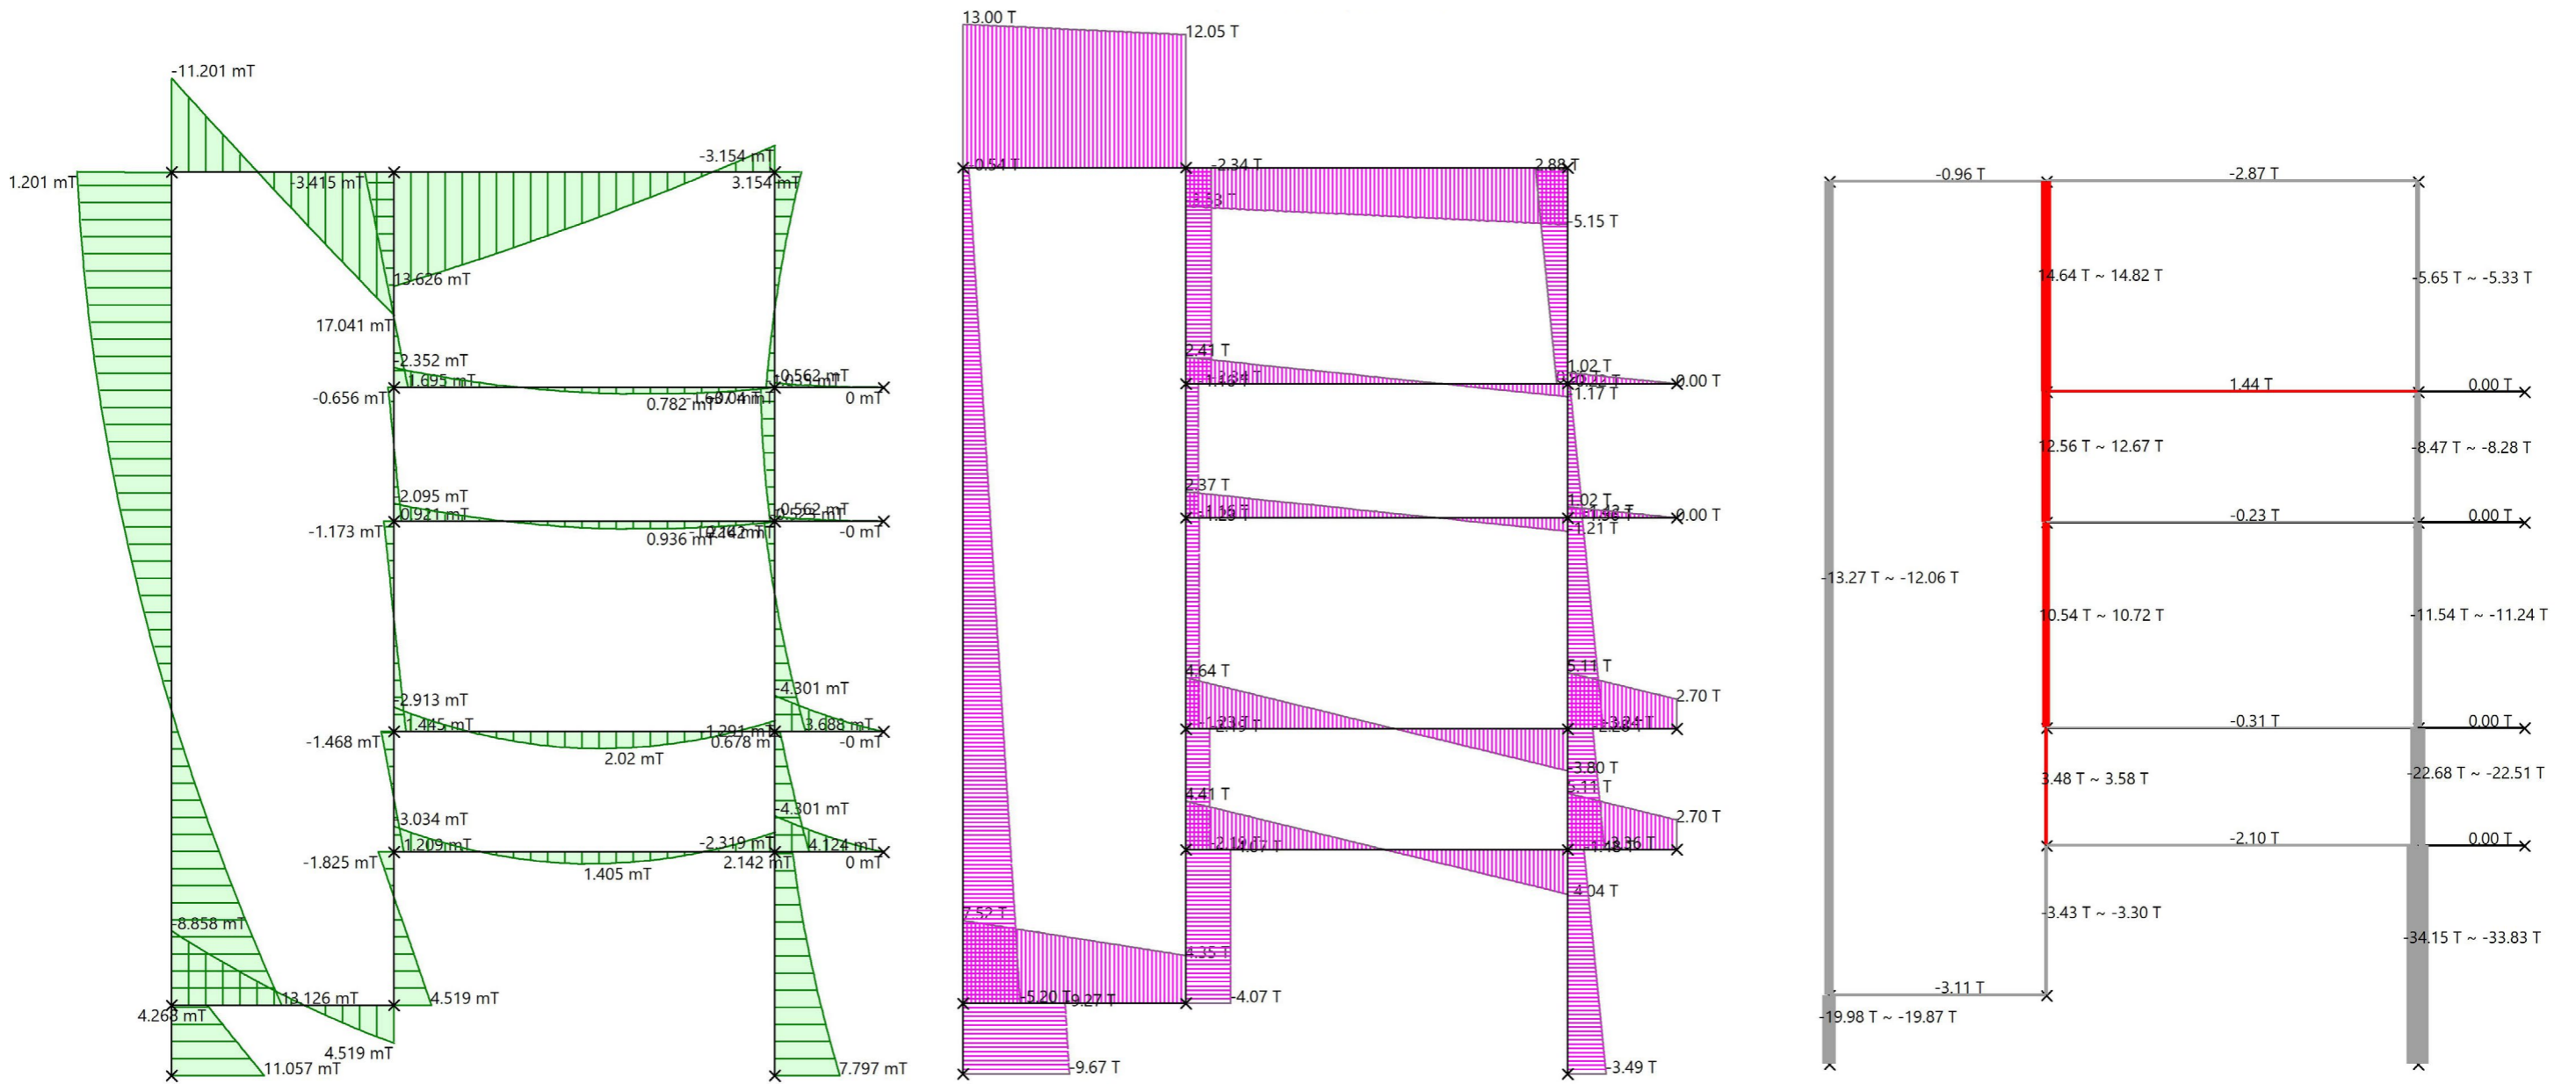 -11.201 mT
1.201 mT
-3.415 mT
-3.154 mT
3.154 mT
13.626 mT
17.041 mT
-2.352 mT
1.695 mT
-0.656 mT
0.782 mT
-0.562 mT
0 mT
2.095 mT
0.921 mT
-1.173 mT
0.936 mT
-0.562 mT
-0 mT
-2.913 mT
1.445 mT
-1.468 mT
2.02 mT
-4.301 mT
1.291 mT
0.678 m
3.688 mT
-0 mT
-3.034 mT
1.209 mT
-1.825 mT
1.405 mT
-4.301 mT
-2.319 mT
2.142 mT
4.124 mT
0 mT
-8.858 mT
13.126 mT
4.519 mT
4.268 mT
4.519 mT
11.057 mT
7.797 mT
13.00 T
12.05 T
-0.54 T
-2.34 T
2.88 T
-5.15 T
2.41 T
1.02 T
0.00 T
-1.17 T
2.37 T
1.02 T
0.00 T
-1.21 T
4.64 T
5.11 T
2.70 T
-3.80 T
4.41 T
5.11 T
2.70 T
-4.04 T
7.52 T
4.35 T
-5.20 T
-9.27 T
-4.07 T
-9.67 T
-3.49 T
-0.96 T
-2.87 T
14.64 T ~ 14.82 T
-5.65 T ~ -5.33 T
1.44 T
0.00 T
12.56 T ~ 12.67 T
-8.47 T ~ -8.28 T
-0.23 T
0.00 T
-13.27 T ~ -12.06 T
10.54 T ~ 10.72 T
-11.54 T ~ -11.24 T
-0.31 T
0.00 T
3.48 T ~ 3.58 T
-22.68 T ~ -22.51 T
-2.10 T
0.00 T
-3.43 T ~ -3.30 T
-34.15 T ~ -33.83 T
-3.11 T
-19.98 T ~ -19.87 T